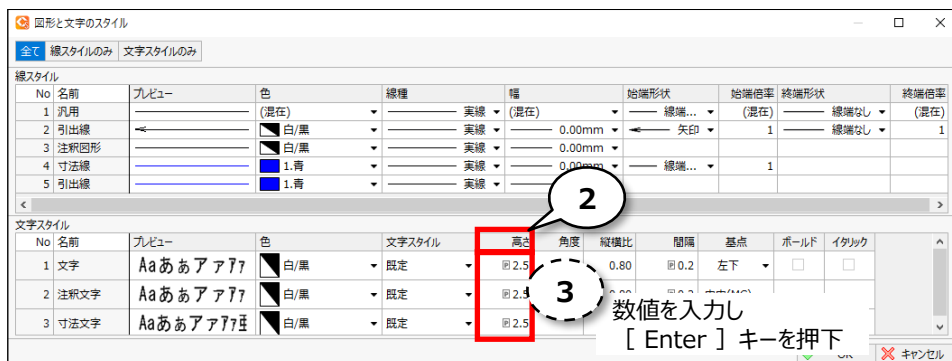 図形と文字のスタイル
全て 線スタイルのみ 文字スタイルのみ
線スタイル
No 名前 プレビュー 色 線種 幅 始端形状 始端倍率 終端形状 終端倍率
1 汎用 (混在) 実線 (混在) 線端... (混在) 線端なし (混在)
2 引出線 白/黒 実線 0.00mm 矢印 1 線端なし 1
3 注釈図形 白/黒 実線 0.00mm
4 寸法線 1.青 実線 0.00mm 線端... 1
5 引出線 1.青 実線
2
文字スタイル
No 名前 プレビュー 色 文字スタイル 高さ 角度 縦横比 間隔 基点 ボールド イタリック
1 文字 Aaあぁアァｱｧ 白/黒 既定 P 2.5 0.80 P 0.2 左下
2 注釈文字 Aaあぁアァｱｧ 白/黒 既定 P 2.5
3 寸法文字 Aaあぁアァｱｧ亜 白/黒 既定 P 2.5
3
数値を入力し
［ Enter ］キーを押下
キャンセル